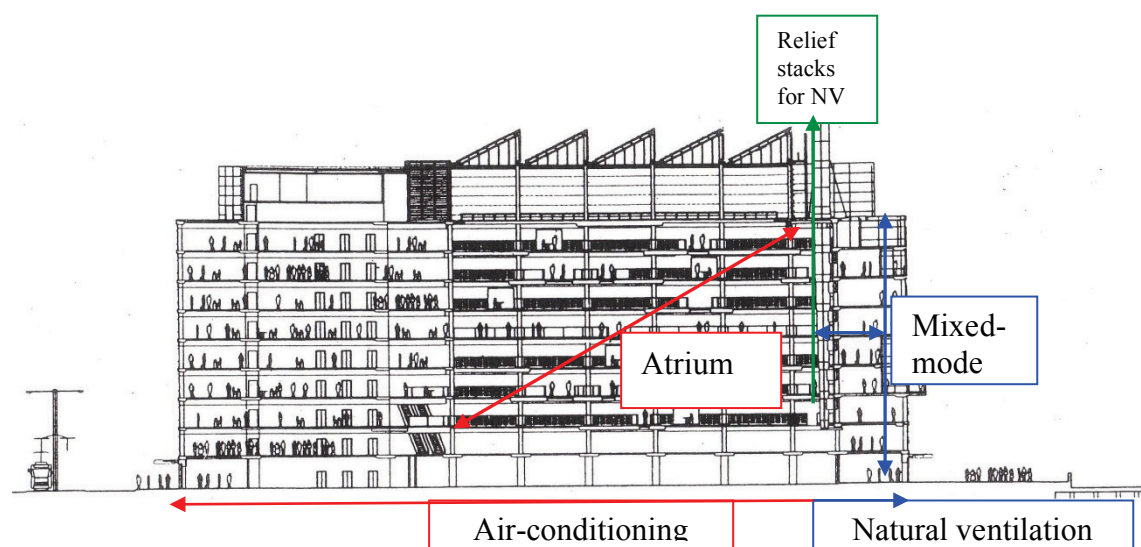 Relief
stacks
for NV
Atrium
Mixed-
mode
Air-conditioning
Natural ventilation